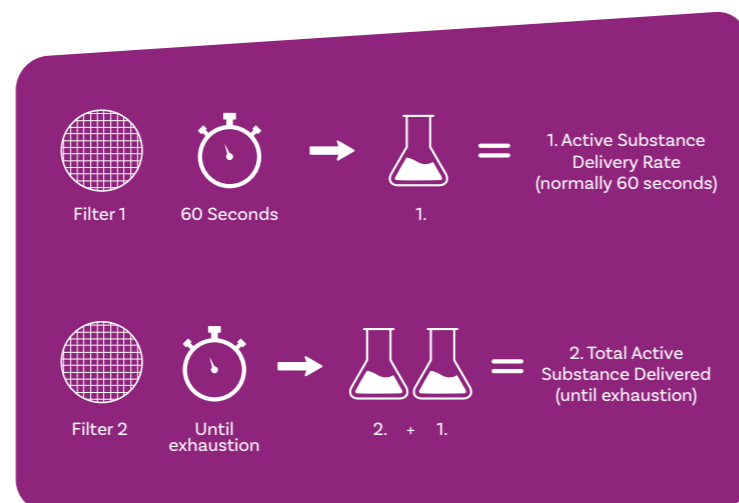 1. Active Substance
Delivery Rate
(normally 60 seconds)
Filter 1
60 Seconds
1.
2. Total Active
Substance Delivered
(until exhaustion)
Filter 2
Until
exhaustion
2. + 1.